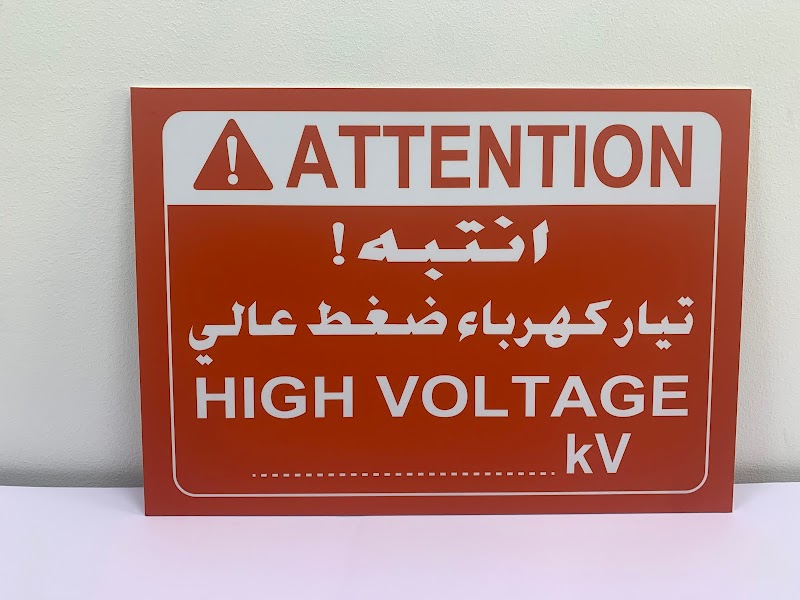 ATTENTION
انتبه !
تيار كهرباء ضغط عالي
HIGH VOLTAGE
.................................................. kV